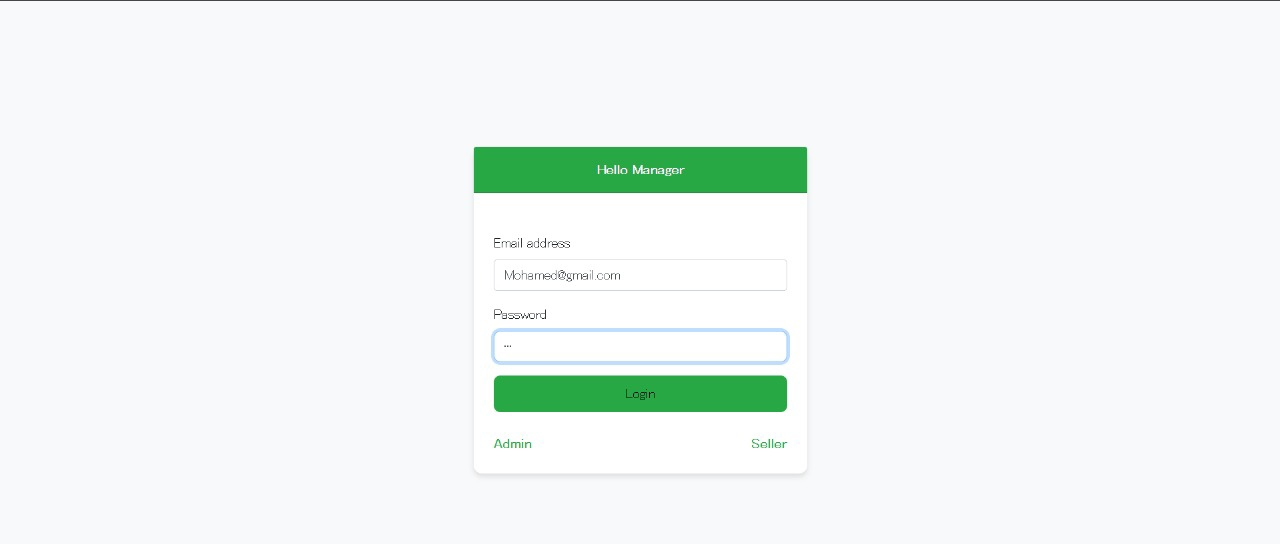 Hello Manager
Email address
Mohamed@gmail.com
Password
...
Login
Admin Seller